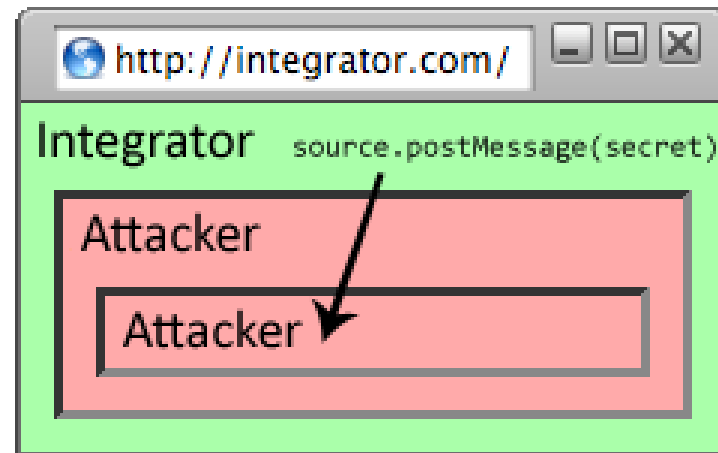 http://integrator.com/
Integrator source.postMessage(secret)
Attacker
Attacker